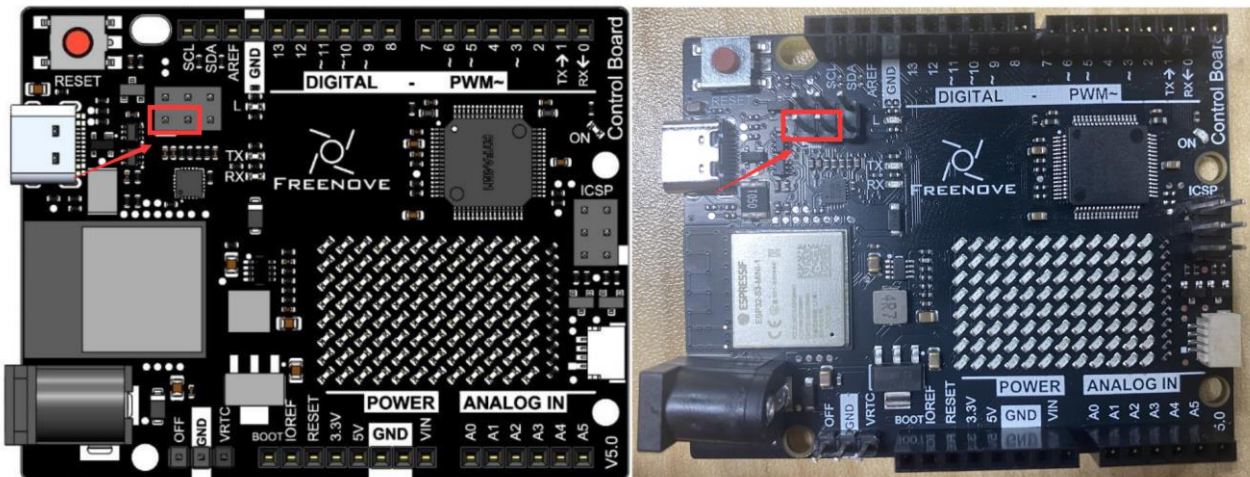 RESET
SCL
SDA
AREF
GND
13
12
~11
~10
~9
8
7
~6
~5
4
~3
2
TX→1
RX←0
DIGITAL - PWM~
L
TX
RX
FREENOVE
ON
Control Board
ICSP
OFF
GND
VRTC
BOOT
IOREF
RESET
3.3V
5V
GND
VIN
POWER
ANALOG IN
A0
A1
A2
A3
A4
A5
V5.0
RESET
SCL
SDA
AREF
GND
13
12
~11
~10
~9
8
7
~6
~5
4
~3
2
TX→1
RX←0
DIGITAL - PWM~
L
TX
RX
FREENOVE
ON
Control Board
ICSP
ESPRESSIF
ESP32-S3-MINI-1
4R7
OFF
GND
VRTC
BOOT
IOREF
RESET
3.3V
5V
GND
VIN
POWER
ANALOG IN
A0
A1
A2
A3
A4
A5
5.0